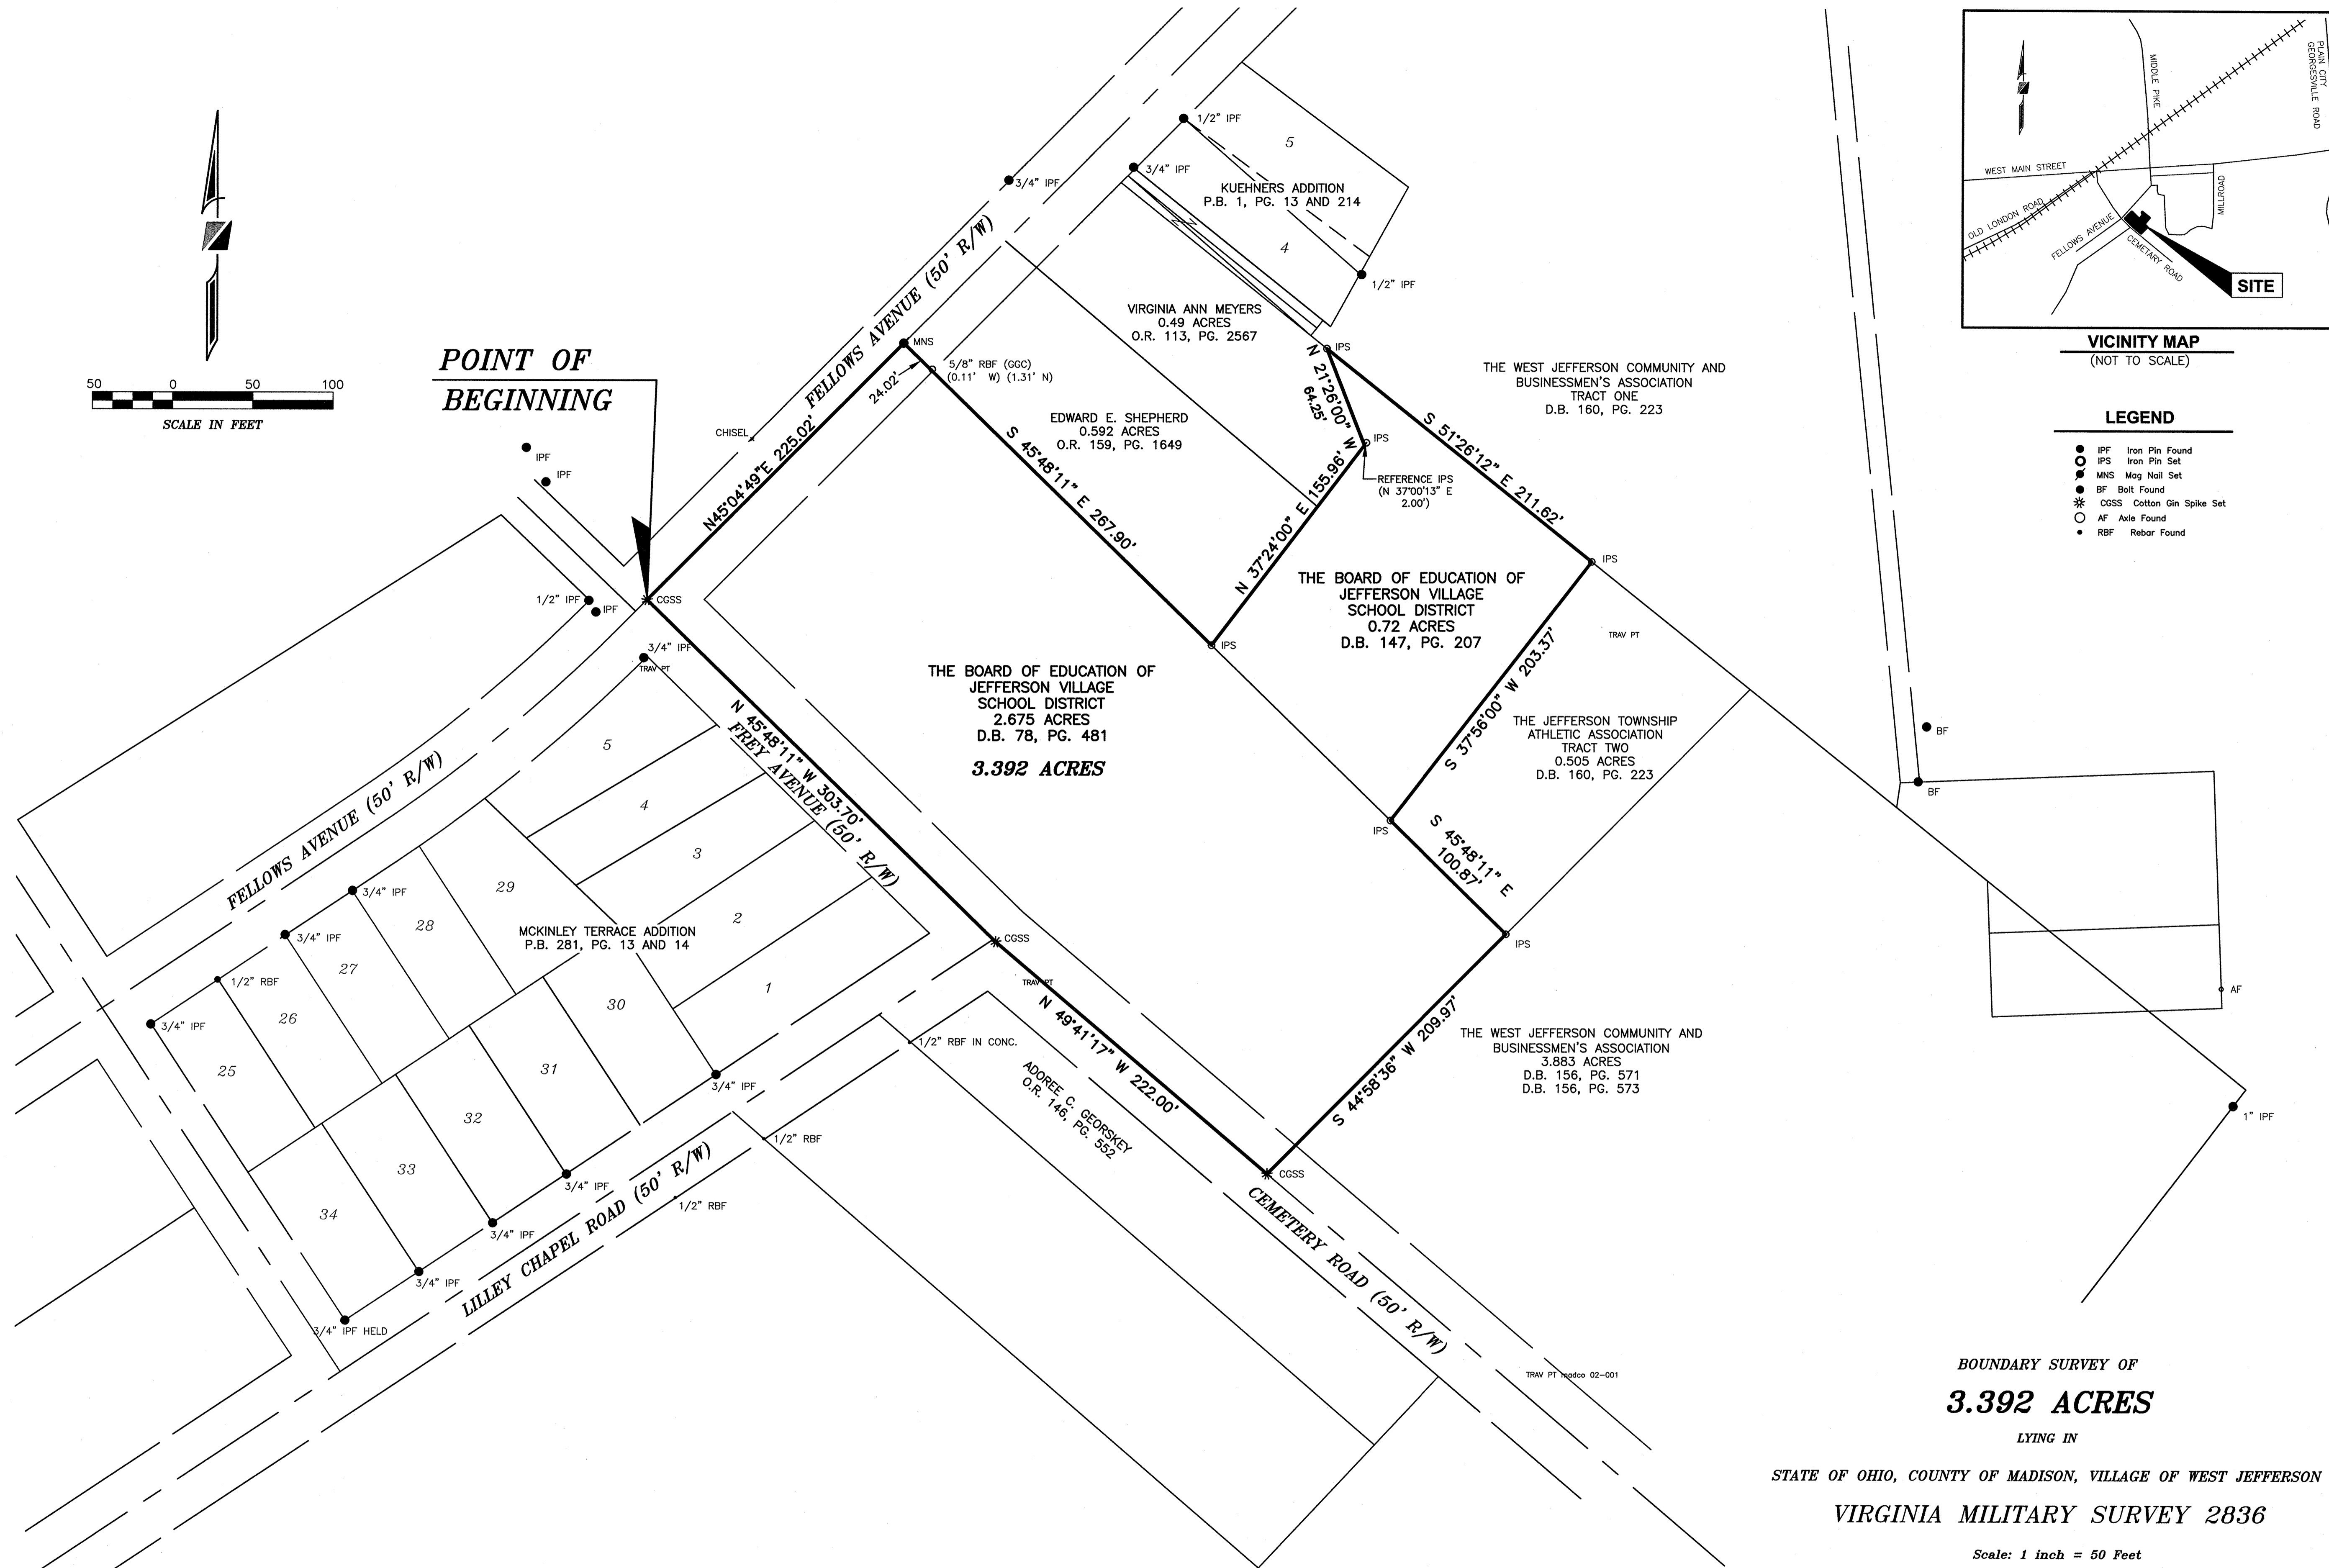 POINT OF
BEGINNING
50 0 50 100
SCALE IN FEET
1/2" IPF
3/4" IPF
3/4" IPF
5
KUEHNERS ADDITION
P.B. 1, PG. 13 AND 214
4
1/2" IPF
FELLOWS AVENUE (50' R/W)
MNS
24.02'
5/8" RBF (GGC)
(0.11' W) (1.31' N)
CHISEL
N45°04'49"E 225.02'
VIRGINIA ANN MEYERS
0.49 ACRES
O.R. 113, PG. 2567
EDWARD E. SHEPHERD
0.592 ACRES
O.R. 159, PG. 1649
S 45°48'11" E 267.90'
IPS
N 21°26'00" W
64.25'
IPS
REFERENCE IPS
(N 37°00'13" E
2.00')
N 37°24'00" E 155.96'
IPS
THE WEST JEFFERSON COMMUNITY AND
BUSINESSMEN'S ASSOCIATION
TRACT ONE
D.B. 160, PG. 223
S 51°26'12" E 211.62'
IPS
THE BOARD OF EDUCATION OF
JEFFERSON VILLAGE
SCHOOL DISTRICT
0.72 ACRES
D.B. 147, PG. 207
TRAV PT
S 37°56'00" W 203.37'
THE JEFFERSON TOWNSHIP
ATHLETIC ASSOCIATION
TRACT TWO
0.505 ACRES
D.B. 160, PG. 223
IPS
S 45°48'11" E
100.87'
IPS
THE BOARD OF EDUCATION OF
JEFFERSON VILLAGE
SCHOOL DISTRICT
2.675 ACRES
D.B. 78, PG. 481
3.392 ACRES
S 44°58'36" W 209.97'
THE WEST JEFFERSON COMMUNITY AND
BUSINESSMEN'S ASSOCIATION
3.883 ACRES
D.B. 156, PG. 571
D.B. 156, PG. 573
IPF
IPF
1/2" IPF
IPF
CGSS
3/4" IPF
TRAV PT
N 45°48'11" W 303.70'
FREY AVENUE (50' R/W)
CGSS
TRAV PT
N 49°41'17" W 222.00'
CGSS
CEMETERY ROAD (50' R/W)
TRAV PT madco 02-001
ADOREE C. GEORSKEY
O.R. 146, PG. 552
1/2" RBF IN CONC.
1/2" RBF
1/2" RBF
LILLEY CHAPEL ROAD (50' R/W)
FELLOWS AVENUE (50' R/W)
MCKINLEY TERRACE ADDITION
P.B. 281, PG. 13 AND 14
5
4
3
2
1
29
28
27
26
25
30
31
32
33
34
3/4" IPF
3/4" IPF
1/2" RBF
3/4" IPF
3/4" IPF
3/4" IPF
3/4" IPF
3/4" IPF
3/4" IPF HELD
BF
BF
AF
1" IPF
MIDDLE PIKE
PLAIN CITY
GEORGESVILLE ROAD
WEST MAIN STREET
MILLROAD
OLD LONDON ROAD
FELLOWS AVENUE
CEMETARY ROAD
SITE
VICINITY MAP
(NOT TO SCALE)
LEGEND
IPF Iron Pin Found
IPS Iron Pin Set
MNS Mag Nail Set
BF Bolt Found
CGSS Cotton Gin Spike Set
AF Axle Found
RBF Rebar Found
BOUNDARY SURVEY OF
3.392 ACRES
LYING IN
STATE OF OHIO, COUNTY OF MADISON, VILLAGE OF WEST JEFFERSON
VIRGINIA MILITARY SURVEY 2836
Scale: 1 inch = 50 Feet